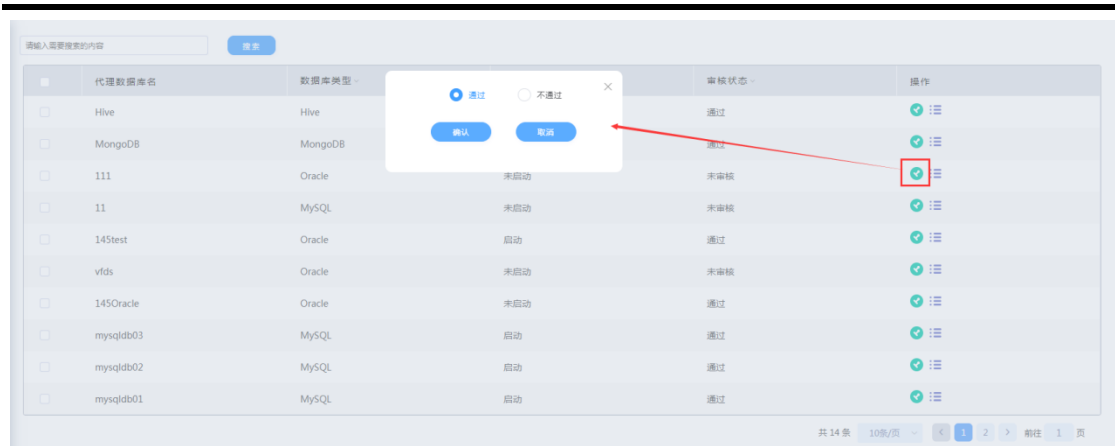 请输入需要搜索的内容 搜索
代理数据库名 数据库类型 审核状态 操作
通过 不通过
Hive Hive 通过
确认 取消
MongoDB MongoDB 通过
111 Oracle 未启动 未审核
11 MySQL 未启动 未审核
145test Oracle 启动 通过
vfds Oracle 未启动 未审核
145Oracle Oracle 未启动 通过
mysqldb03 MySQL 启动 通过
mysqldb02 MySQL 启动 通过
mysqldb01 MySQL 启动 通过
共 14 条 10条/页 1 2 前往 1 页